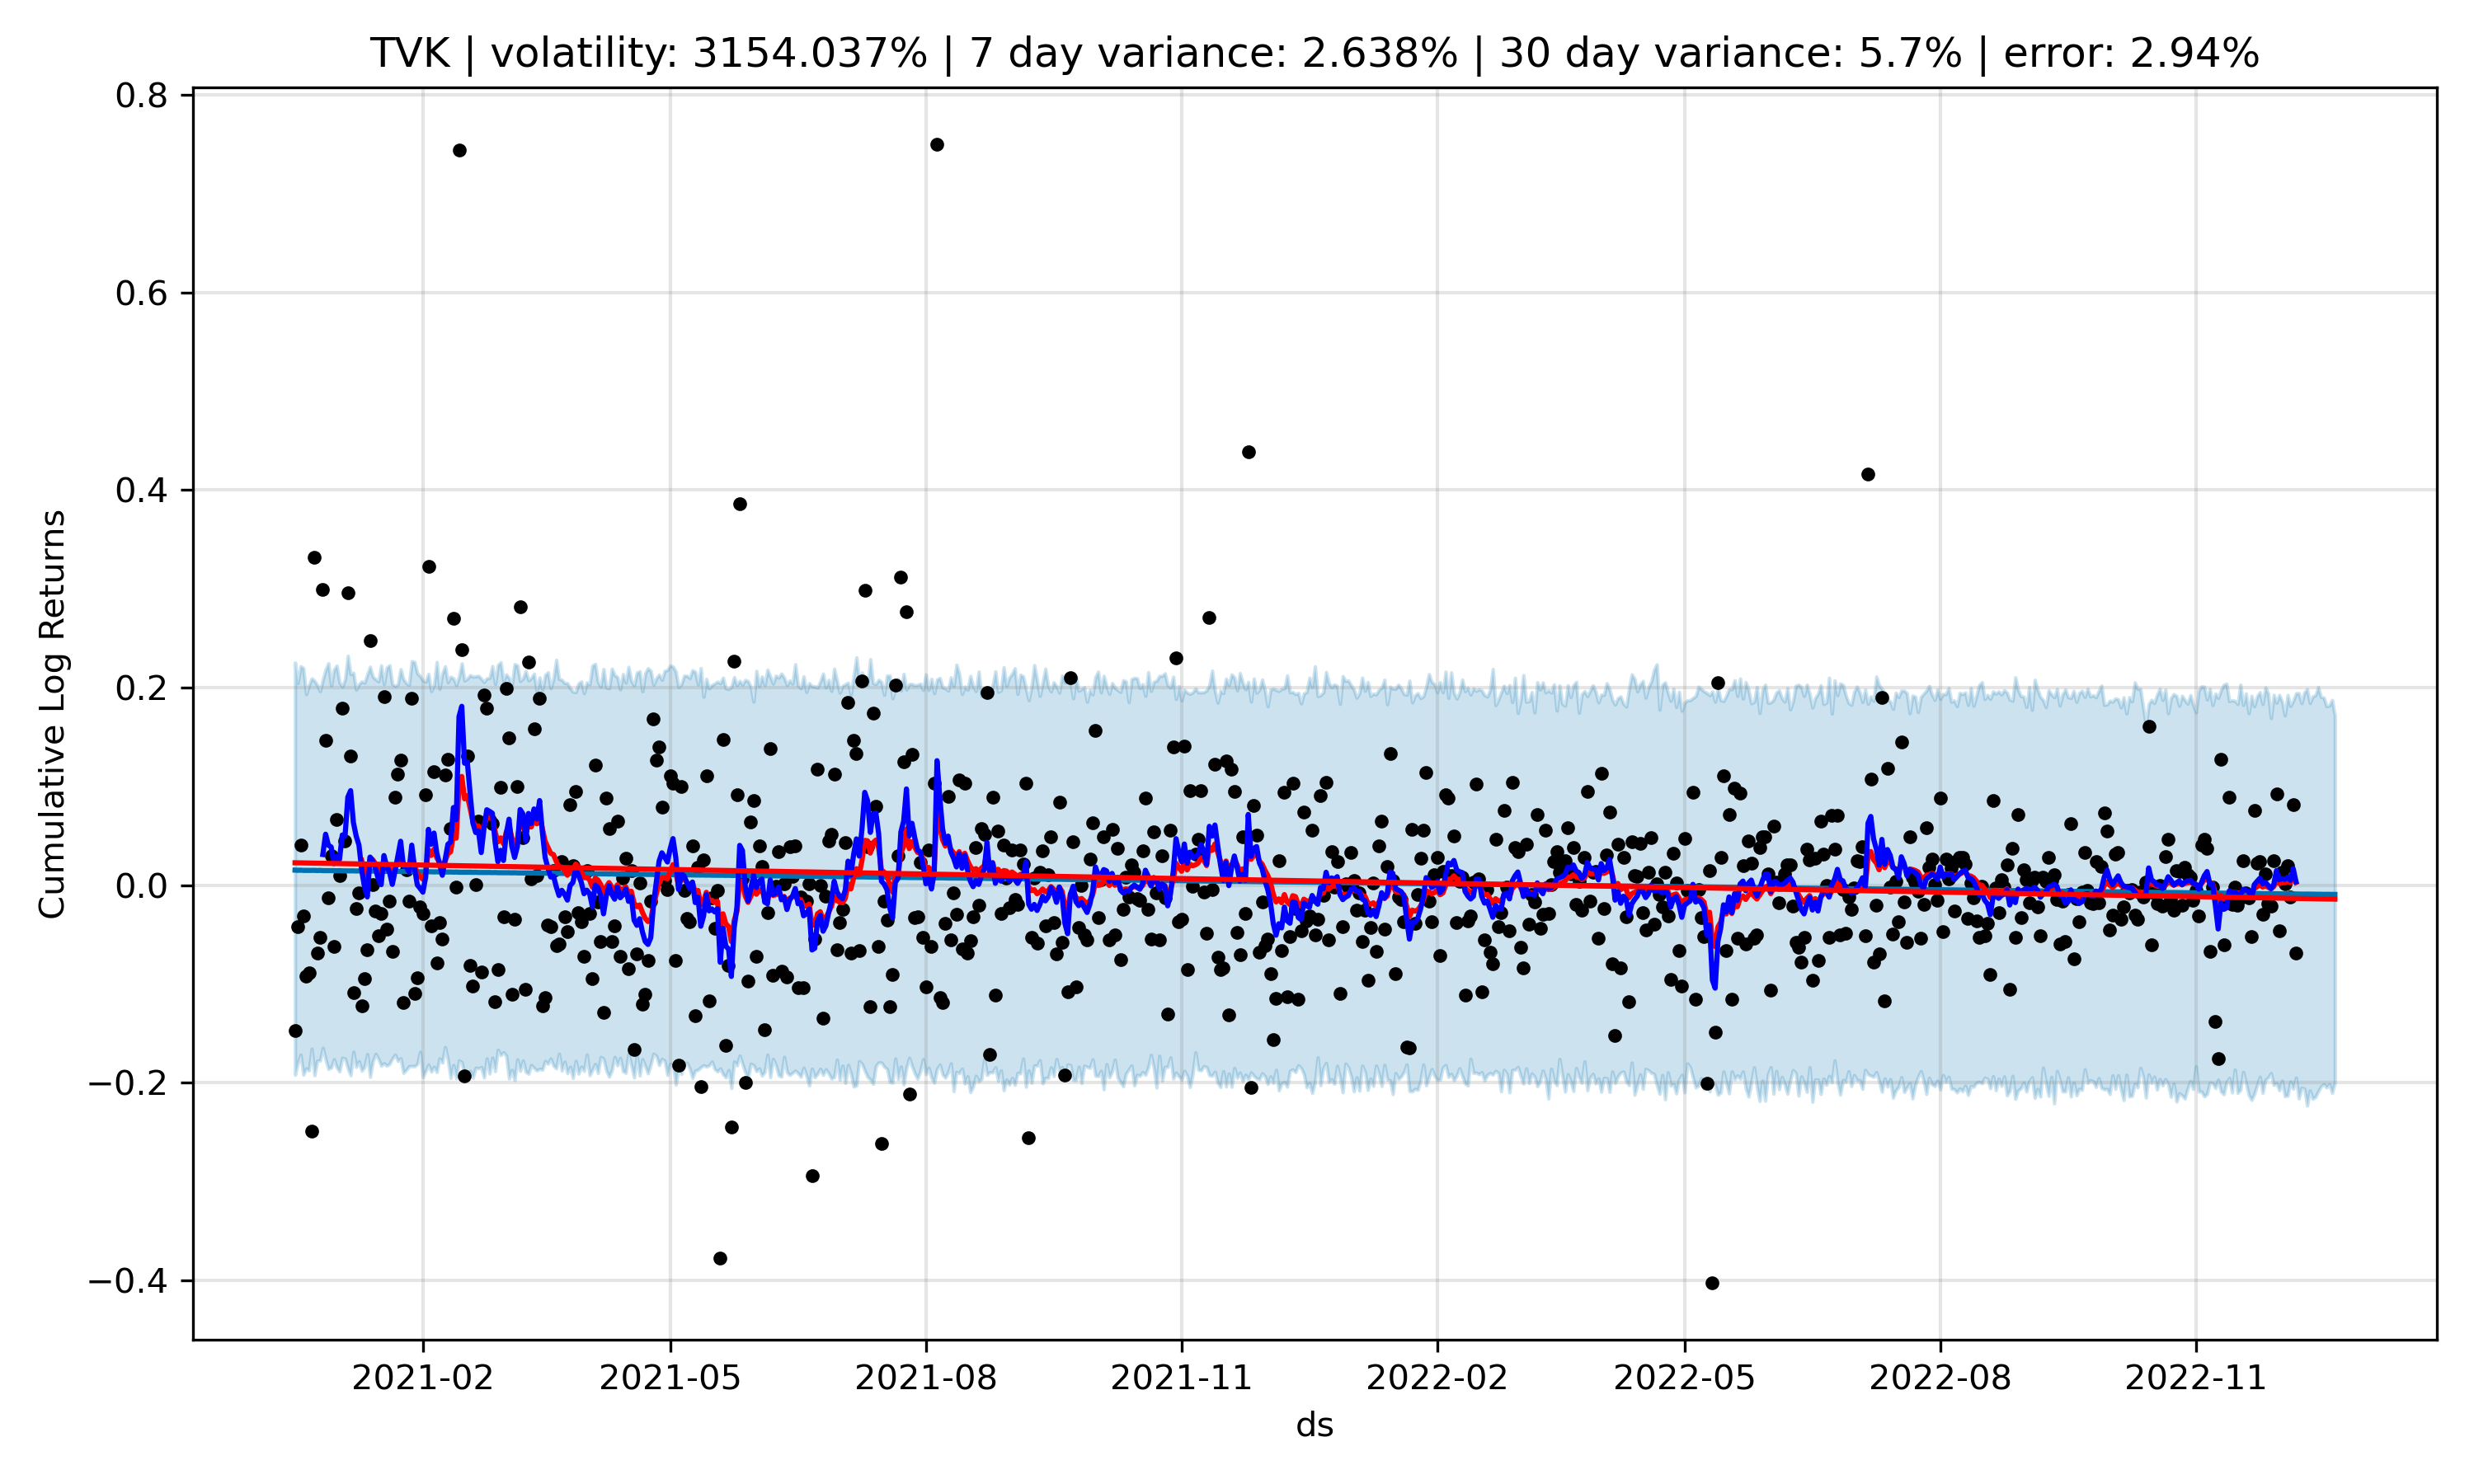 TVK | volatility: 3154.037% | 7 day variance: 2.638% | 30 day variance: 5.7% | error: 2.94%
0.8
0.6
0.4
0.2
0.0
−0.2
−0.4
Cumulative Log Returns
2021-02 2021-05 2021-08 2021-11 2022-02 2022-05 2022-08 2022-11
ds